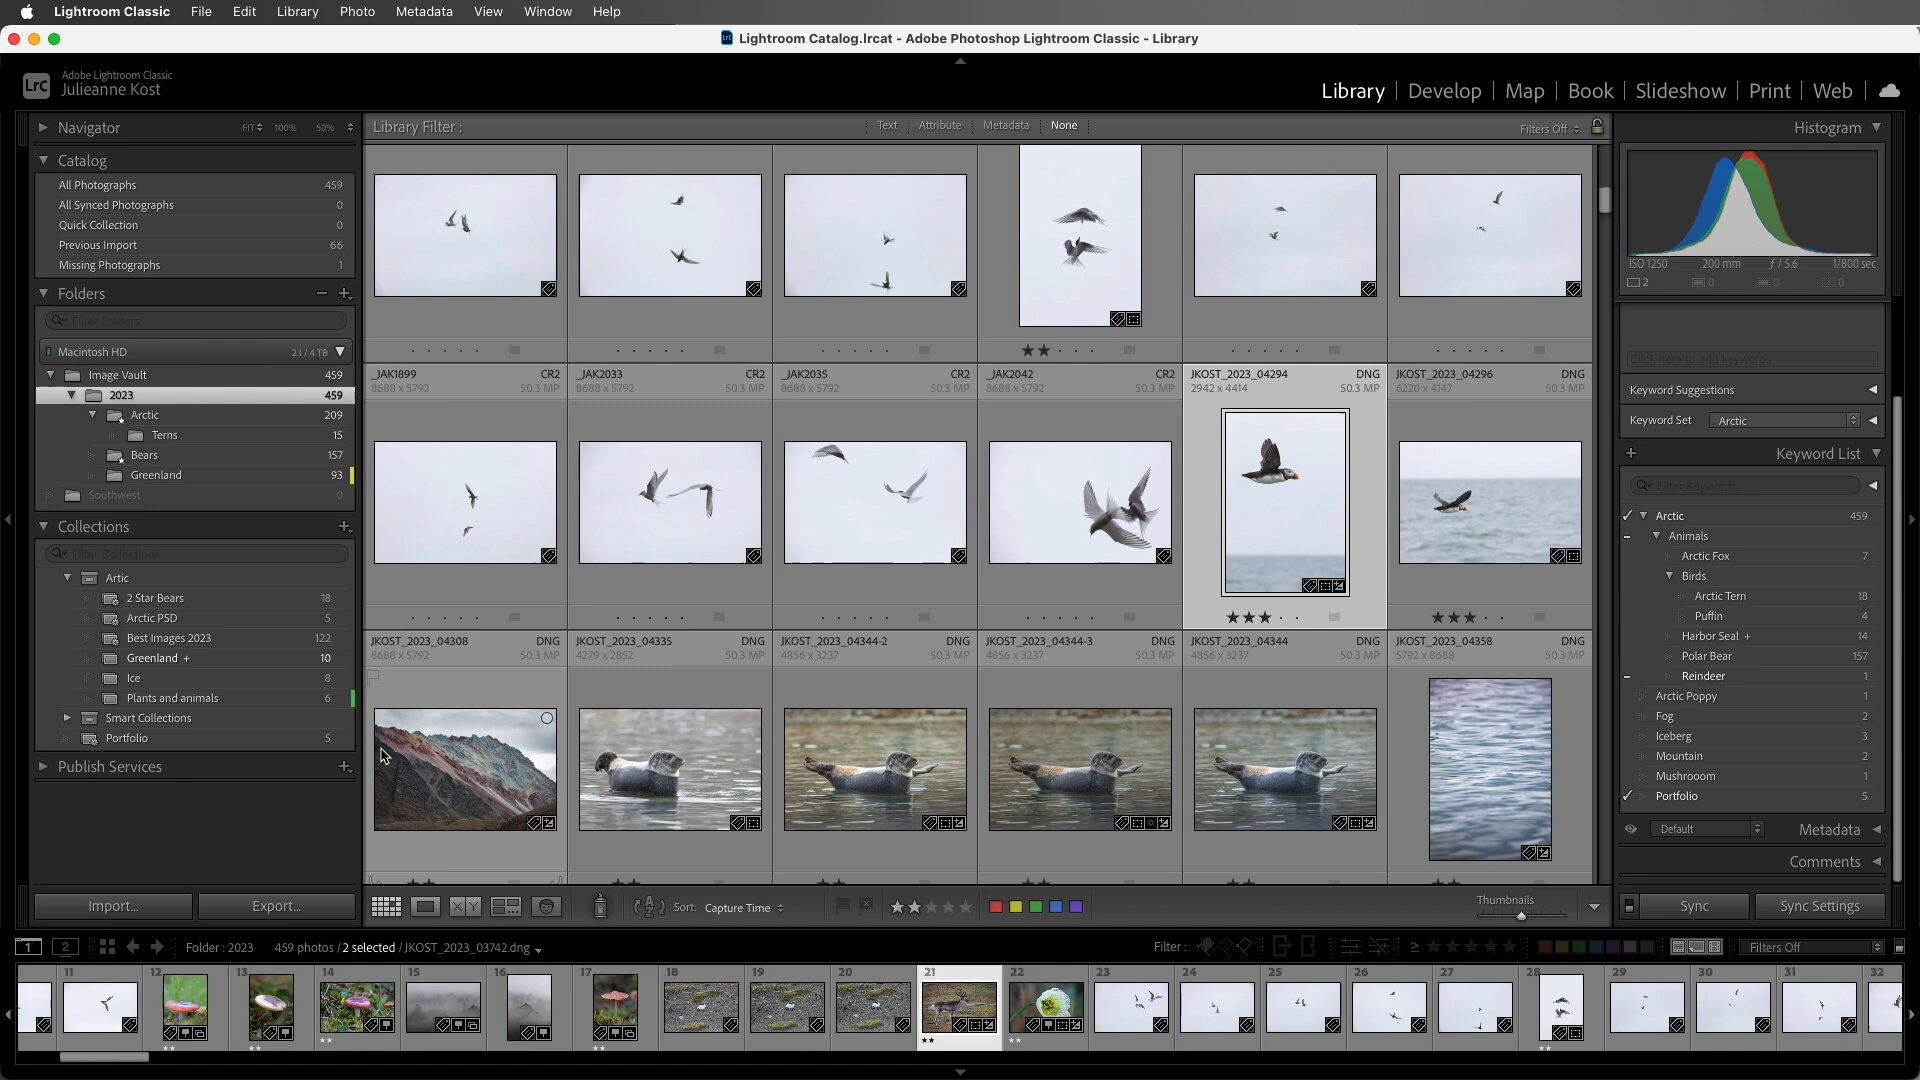 Lightroom Classic File Edit Library Photo Metadata View Window Help
Lightroom Catalog.lrcat - Adobe Photoshop Lightroom Classic - Library
LrC
Adobe Lightroom Classic
Julieanne Kost
Library Develop Map Book Slideshow Print Web
Navigator FIT 100% 50%
Catalog
All Photographs 459
All Synced Photographs 0
Quick Collection 0
Previous Import 66
Missing Photographs 1
Folders
Filter Folders
Macintosh HD 2.1 / 4 TB
Image Vault 459
2023 459
Arctic 209
Terns 15
Bears 157
Greenland 93
Southwest 0
Collections
Filter Collections
Artic
2 Star Bears 18
Arctic PSD 5
Best Images 2023 122
Greenland + 10
Ice 8
Plants and animals 6
Smart Collections
Portfolio 5
Publish Services
Import... Export...
Library Filter : Text Attribute Metadata None Filters Off
_JAK1899 CR2
8688 x 5792 50.3 MP
_JAK2033 CR2
8688 x 5792 50.3 MP
_JAK2035 CR2
8688 x 5792 50.3 MP
_JAK2042 CR2
8688 x 5792 50.3 MP
JKOST_2023_04294 DNG
2942 x 4414 50.3 MP
JKOST_2023_04296 DNG
6220 x 4147 50.3 MP
JKOST_2023_04308 DNG
8688 x 5792 50.3 MP
JKOST_2023_04335 DNG
4279 x 2852 50.3 MP
JKOST_2023_04344-2 DNG
4856 x 3237 50.3 MP
JKOST_2023_04344-3 DNG
4856 x 3237 50.3 MP
JKOST_2023_04344 DNG
4856 x 3237 50.3 MP
JKOST_2023_04358 DNG
5792 x 8688 50.3 MP
Sort: Capture Time
Thumbnails
Histogram
ISO 1250 200 mm ƒ / 5.6 1/800 sec
2 0 0 0
Click here to add keywords
Keyword Suggestions
Keyword Set Arctic
Keyword List
Filter Keywords
Arctic 459
Animals
Arctic Fox 7
Birds
Arctic Tern 18
Puffin 4
Harbor Seal + 14
Polar Bear 157
Reindeer 1
Arctic Poppy 1
Fog 2
Iceberg 3
Mountain 2
Mushrooom 1
Portfolio 5
Default Metadata
Comments
Sync Sync Settings
1 2 Folder : 2023 459 photos / 2 selected / JKOST_2023_03742.dng Filter : Filters Off
11 12 13 14 15 16 17 18 19 20 21 22 23 24 25 26 27 28 29 30 31 32